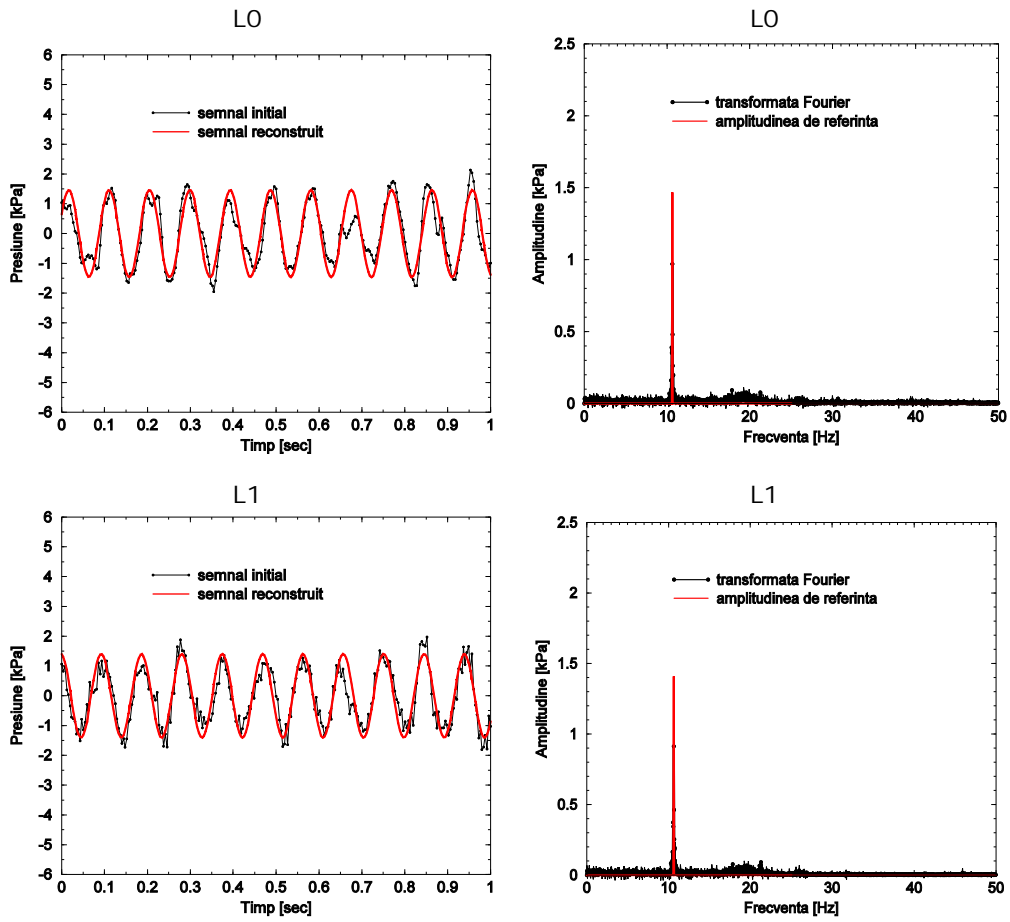 L0
6
5
4
3
2
1
0
-1
-2
-3
-4
-5
-6
Presiune [kPa]
semnal initial
semnal reconstruit
0 0.1 0.2 0.3 0.4 0.5 0.6 0.7 0.8 0.9 1
Timp [sec]
L0
2.5
2
1.5
1
0.5
0
Amplitudine [kPa]
transformata Fourier
amplitudinea de referinta
0 10 20 30 40 50
Frecventa [Hz]
L1
6
5
4
3
2
1
0
-1
-2
-3
-4
-5
-6
Presiune [kPa]
semnal initial
semnal reconstruit
0 0.1 0.2 0.3 0.4 0.5 0.6 0.7 0.8 0.9 1
Timp [sec]
L1
2.5
2
1.5
1
0.5
0
Amplitudine [kPa]
transformata Fourier
amplitudinea de referinta
0 10 20 30 40 50
Frecventa [Hz]